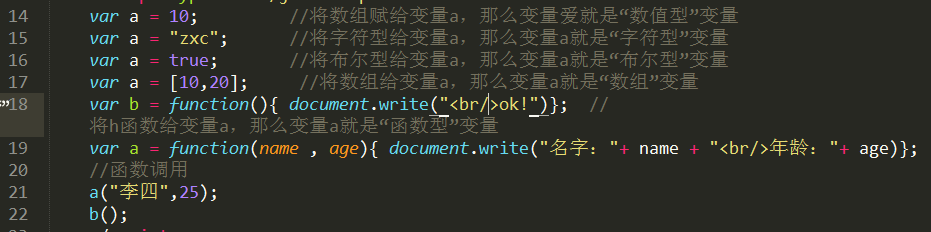 14 var a = 10; //将数组赋给变量a，那么变量爱就是“数值型”变量
15 var a = "zxc"; //将字符型给变量a，那么变量a就是“字符型”变量
16 var a = true; //将布尔型给变量a，那么变量a就是“布尔型”变量
17 var a = [10,20]; //将数组给变量a，那么变量a就是“数组”变量
18 var b = function(){ document.write("<br/>ok!")}; //
将h函数给变量a，那么变量a就是“函数型”变量
19 var a = function(name , age){ document.write("名字："+ name + "<br/>年龄："+ age)};
20 //函数调用
21 a("李四",25);
22 b();